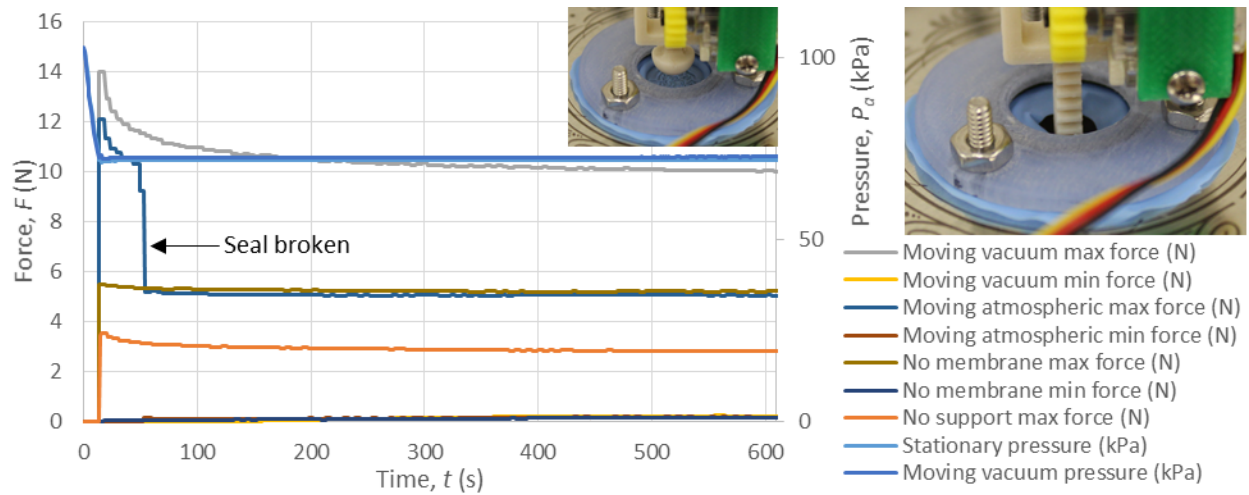 16
14
12
10
8
6
4
2
0
Force, F (N)
0
100
200
300
400
500
600
Time, t (s)
100
50
0
Pressure, Pₐ (kPa)
Seal broken
Moving vacuum max force (N)
Moving vacuum min force (N)
Moving atmospheric max force (N)
Moving atmospheric min force (N)
No membrane max force (N)
No membrane min force (N)
No support max force (N)
Stationary pressure (kPa)
Moving vacuum pressure (kPa)